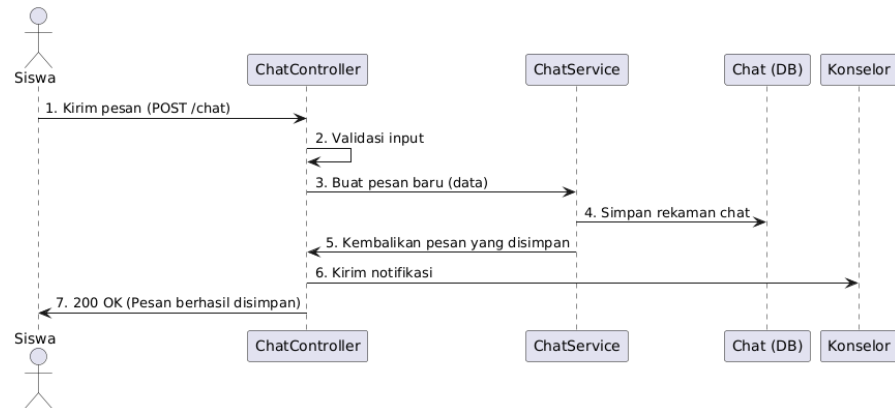 Siswa
ChatController
ChatService
Chat (DB)
Konselor
1. Kirim pesan (POST /chat)
2. Validasi input
3. Buat pesan baru (data)
4. Simpan rekaman chat
5. Kembalikan pesan yang disimpan
6. Kirim notifikasi
7. 200 OK (Pesan berhasil disimpan)
Siswa
ChatController
ChatService
Chat (DB)
Konselor